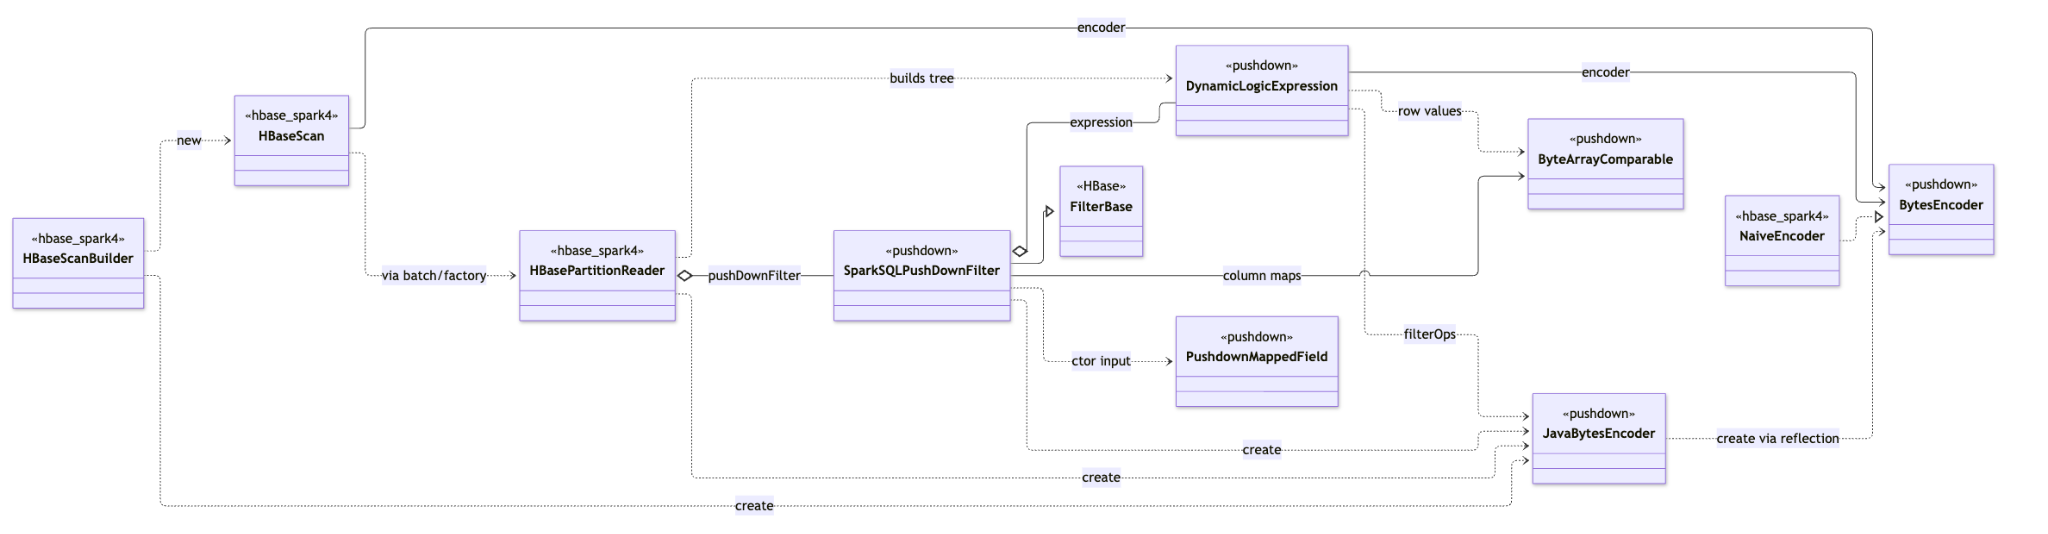 encoder
«pushdown»
DynamicLogicExpression
builds tree
encoder
«hbase_spark4»
HBaseScan
row values
expression
new
«pushdown»
ByteArrayComparable
«HBase»
FilterBase
«pushdown»
BytesEncoder
«hbase_spark4»
NaiveEncoder
«hbase_spark4»
HBaseScanBuilder
via batch/factory
«hbase_spark4»
HBasePartitionReader
pushDownFilter
«pushdown»
SparkSQLPushDownFilter
column maps
filterOps
«pushdown»
PushdownMappedField
ctor input
«pushdown»
JavaBytesEncoder
create via reflection
create
create
create